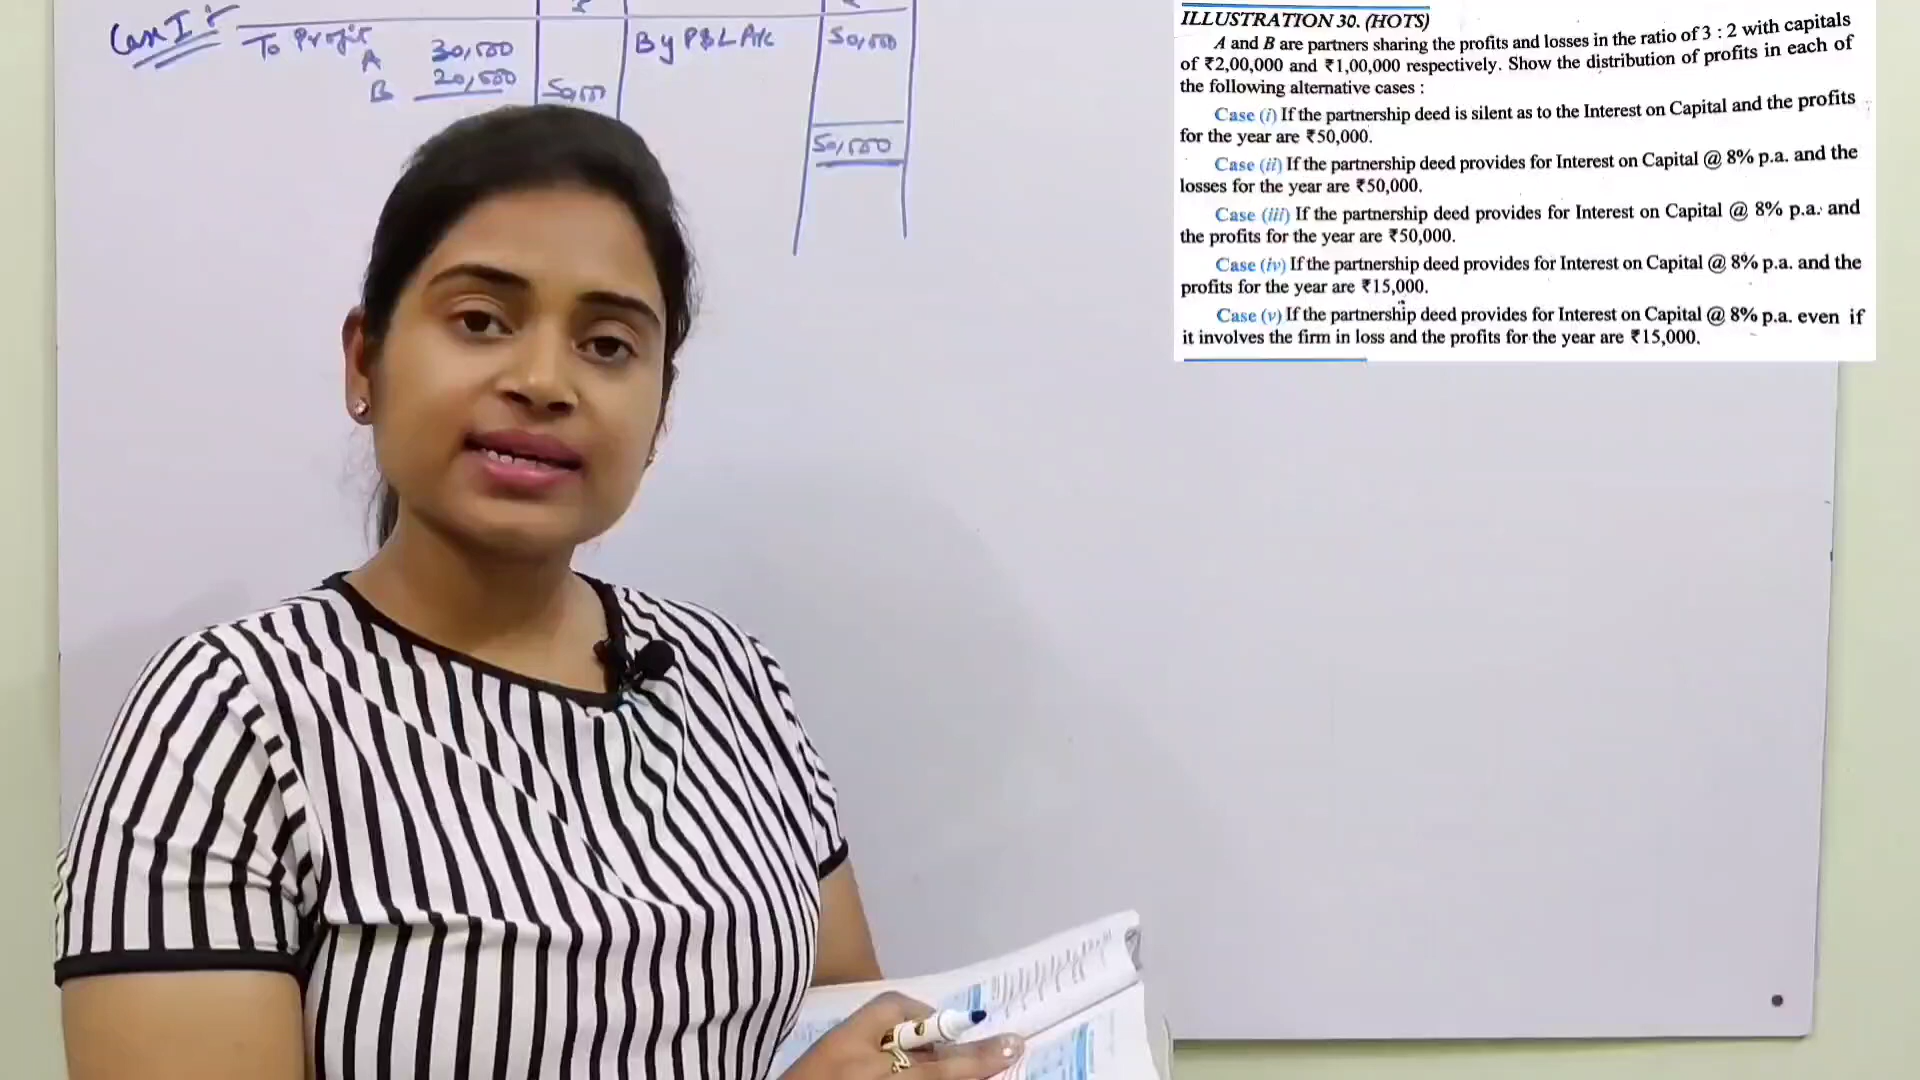 Case I :-
To Profit
A 30,000
B 20,000
50,000
By P&L A/c 50,000
50,000
ILLUSTRATION 30. (HOTS)
A and B are partners sharing the profits and losses in the ratio of 3 : 2 with capitals
of ₹2,00,000 and ₹1,00,000 respectively. Show the distribution of profits in each of
the following alternative cases :
Case (i) If the partnership deed is silent as to the Interest on Capital and the profits
for the year are ₹50,000.
Case (ii) If the partnership deed provides for Interest on Capital @ 8% p.a. and the
losses for the year are ₹50,000.
Case (iii) If the partnership deed provides for Interest on Capital @ 8% p.a. and
the profits for the year are ₹50,000.
Case (iv) If the partnership deed provides for Interest on Capital @ 8% p.a. and the
profits for the year are ₹15,000.
Case (v) If the partnership deed provides for Interest on Capital @ 8% p.a. even if
it involves the firm in loss and the profits for the year are ₹15,000.